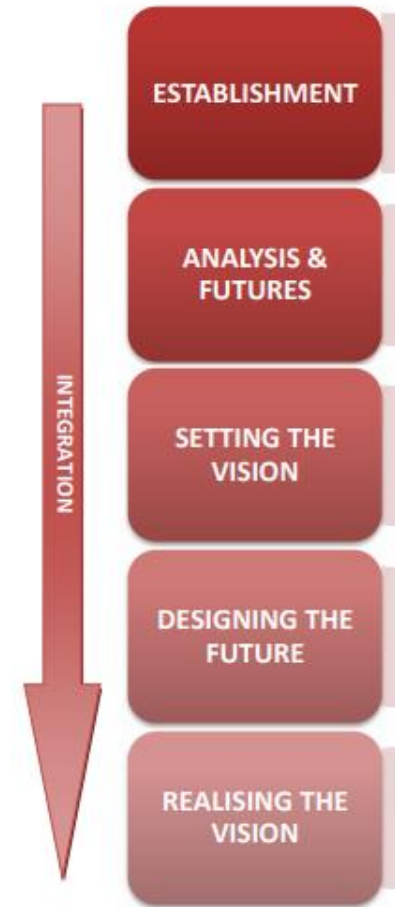 ESTABLISHMENT
ANALYSIS &
FUTURES
INTEGRATION
SETTING THE
VISION
DESIGNING THE
FUTURE
REALISING THE
VISION